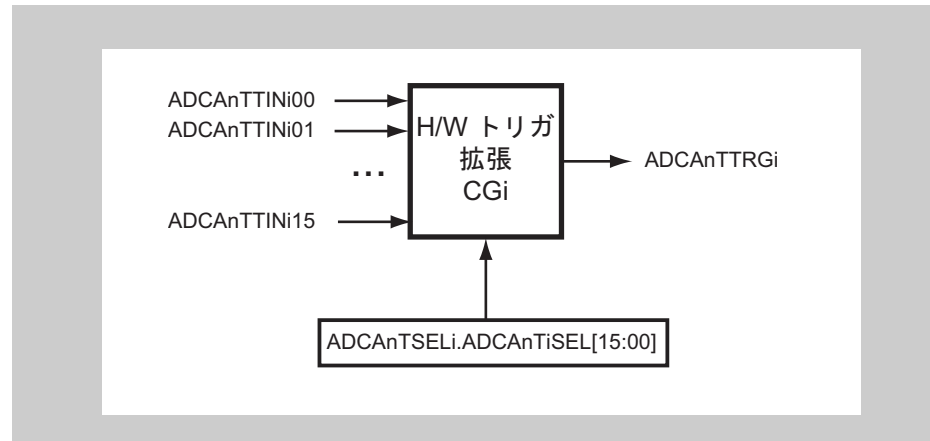 ADCAnTTINi00
ADCAnTTINi01
...
ADCAnTTINi15
H/W トリガ
拡張
CGi
ADCAnTTRGi
ADCAnTSELi.ADCAnTiSEL[15:00]